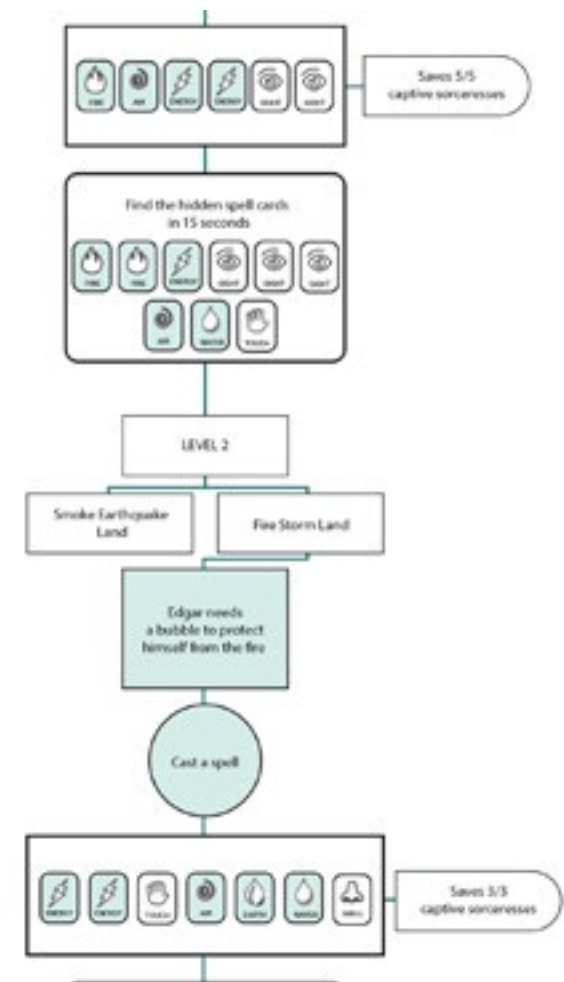 FIRE AIR ENERGY ENERGY SIGHT SIGHT
Saves 5/5
captive sorceresses
Find the hidden spell cards
in 15 seconds
FIRE FIRE ENERGY SIGHT SIGHT SIGHT
AIR WATER TOUCH
LEVEL 2
Smoke Earthquake
Land
Fire Storm Land
Edgar needs
a bubble to protect
himself from the fire
Cast a spell
ENERGY ENERGY TOUCH AIR EARTH WATER SMELL
Saves 3/3
captive sorceresses